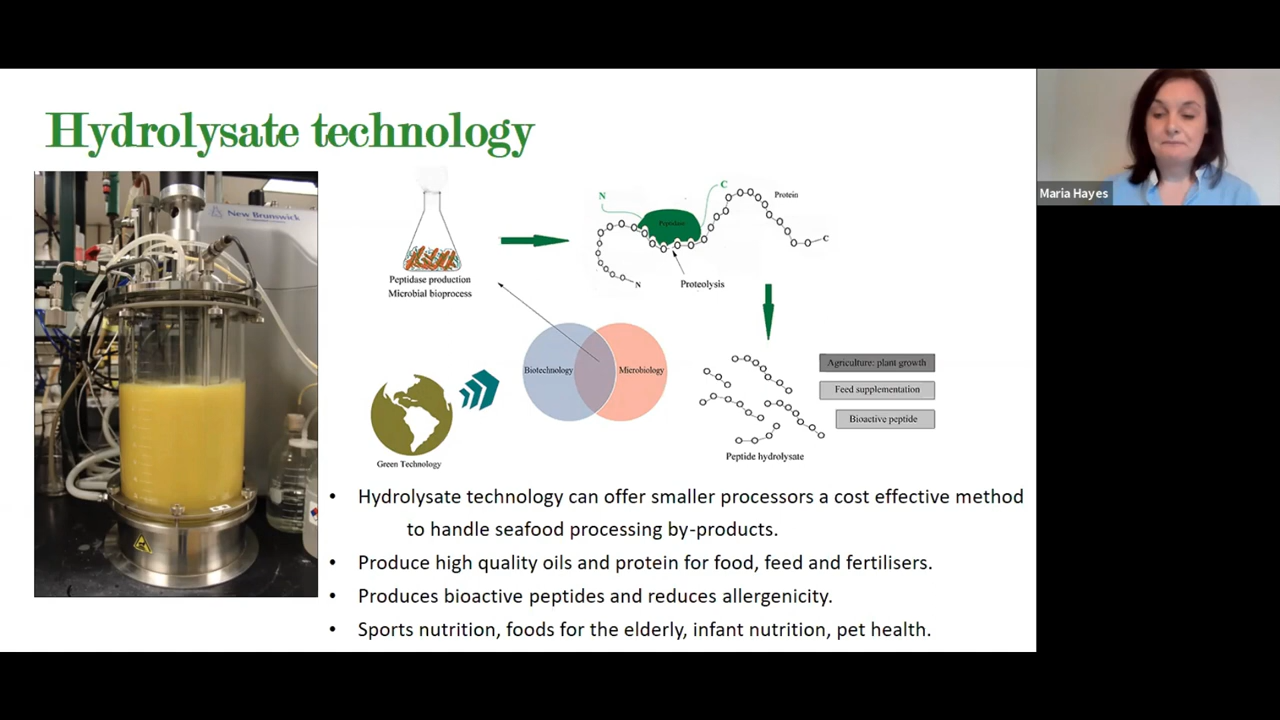 Hydrolysate technology
Maria Hayes
New Brunswick
Peptidase production
Microbial bioprocess
N
C
Peptidase
Protein
C
N
Proteolysis
Biotechnology
Microbiology
Green Technology
Agriculture: plant growth
Feed supplementation
Bioactive peptide
Peptide hydrolysate
• Hydrolysate technology can offer smaller processors a cost effective method
to handle seafood processing by-products.
• Produce high quality oils and protein for food, feed and fertilisers.
• Produces bioactive peptides and reduces allergenicity.
• Sports nutrition, foods for the elderly, infant nutrition, pet health.